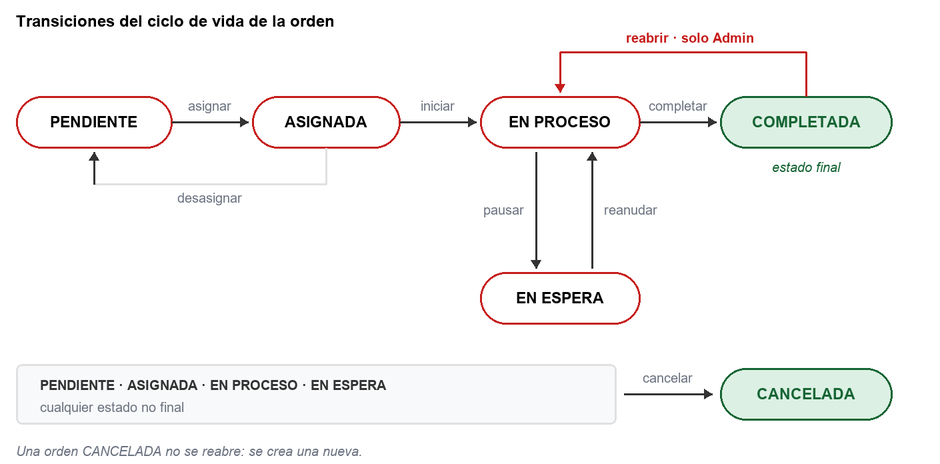 Transiciones del ciclo de vida de la orden
reabrir · solo Admin
PENDIENTE
asignar
ASIGNADA
iniciar
EN PROCESO
completar
COMPLETADA
estado final
desasignar
pausar
reanudar
EN ESPERA
PENDIENTE · ASIGNADA · EN PROCESO · EN ESPERA
cualquier estado no final
cancelar
CANCELADA
Una orden CANCELADA no se reabre: se crea una nueva.